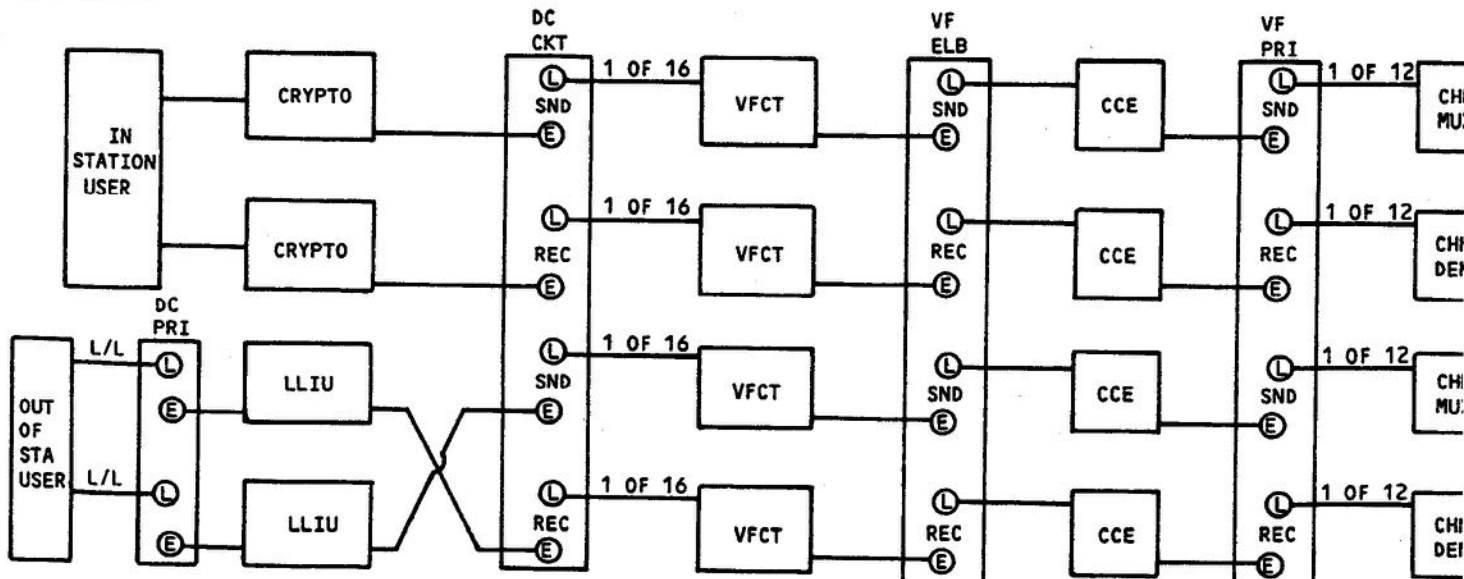 DC
CKT
VF
ELB
VF
PRI
IN
STATION
USER
CRYPTO
L
SND
E
1 OF 16
VFCT
L
SND
E
CCE
L
SND
E
1 OF 12
CRYPTO
L
REC
E
1 OF 16
VFCT
L
REC
E
CCE
L
REC
E
1 OF 12
DC
PRI
OUT
OF
STA
USER
L/L
L
E
LLIU
L
SND
E
1 OF 16
VFCT
L
SND
E
CCE
L
SND
E
1 OF 12
L/L
L
E
LLIU
L
REC
E
1 OF 16
VFCT
L
REC
E
CCE
L
REC
E
1 OF 12